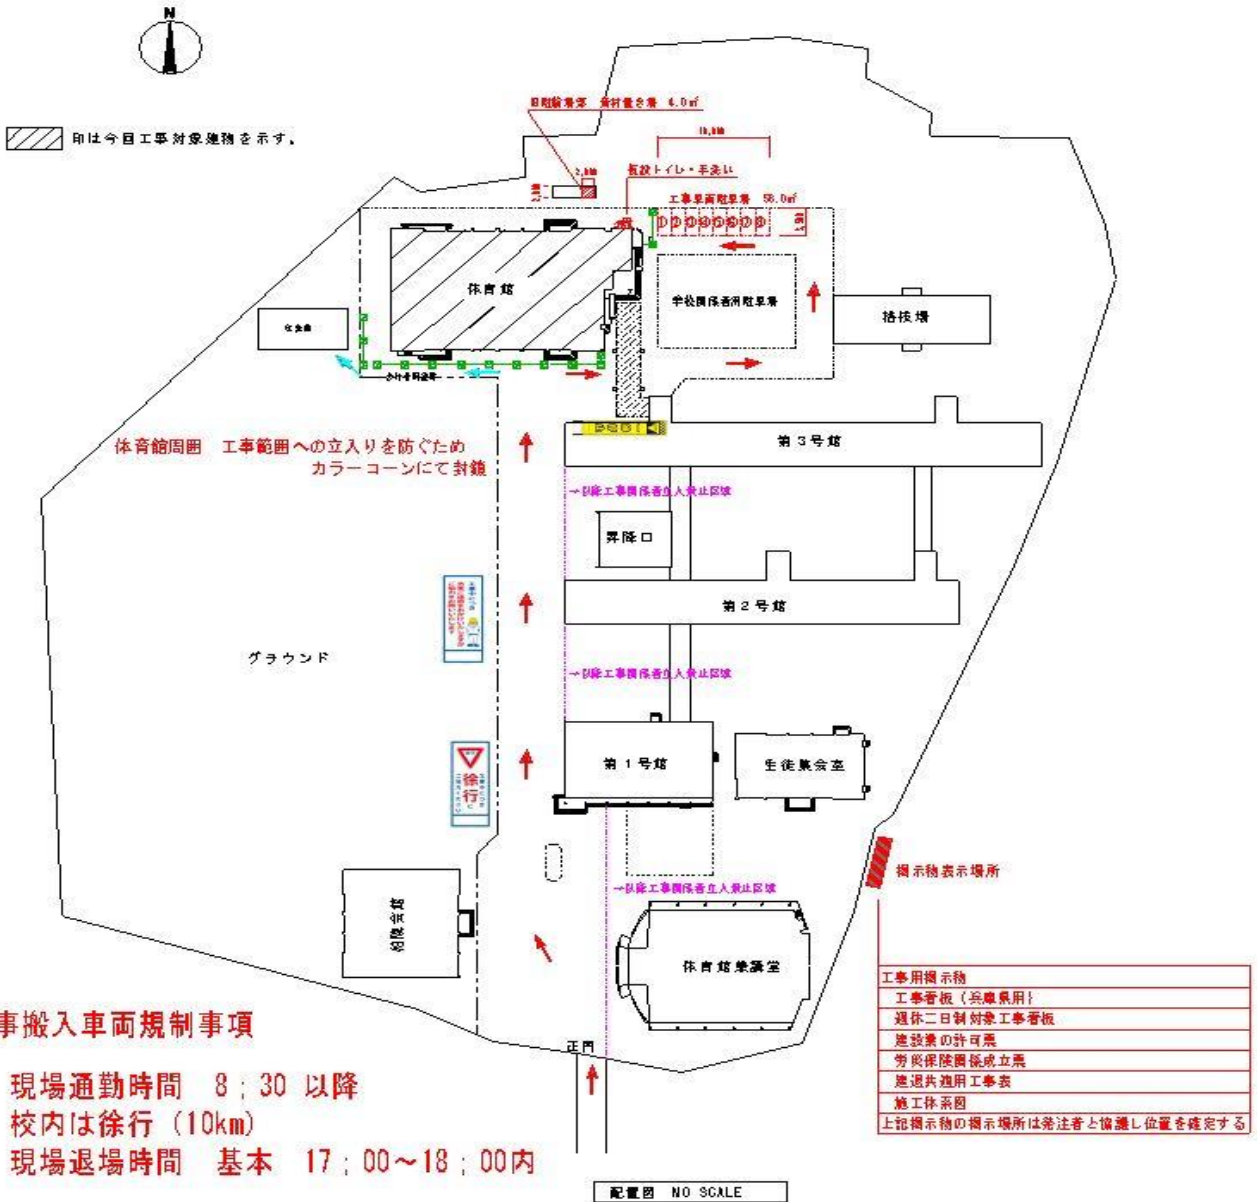 N
印は今回工事対象建物を示す。
資材置き場 4.0㎡
10,000
仮設トイレ・手洗い
2,000
2,000
工事車両駐車場 56.0㎡
体育館
学校関係者用駐車場
格技場
体育館周囲 工事範囲への立入りを防ぐため
カラーコーンにて封鎖
第3号館
→以降工事関係者立入禁止区域
昇降口
第2号館
グラウンド
→以降工事関係者立入禁止区域
徐行
第1号館
生徒集会室
掲示物表示場所
→以降工事関係者立入禁止区域
柏陵会館
体育館兼講堂
工事用掲示物
工事看板(兵庫県用)
週休二日制対象工事看板
建設業の許可票
労災保険関係成立票
建退共適用工事表
施工体系図
上記掲示物の掲示場所は発注者と協議し位置を確定する
正門
事搬入車両規制事項
現場通勤時間 8;30 以降
校内は徐行(10km)
現場退場時間 基本 17;00~18;00内
配置図 NO SCALE